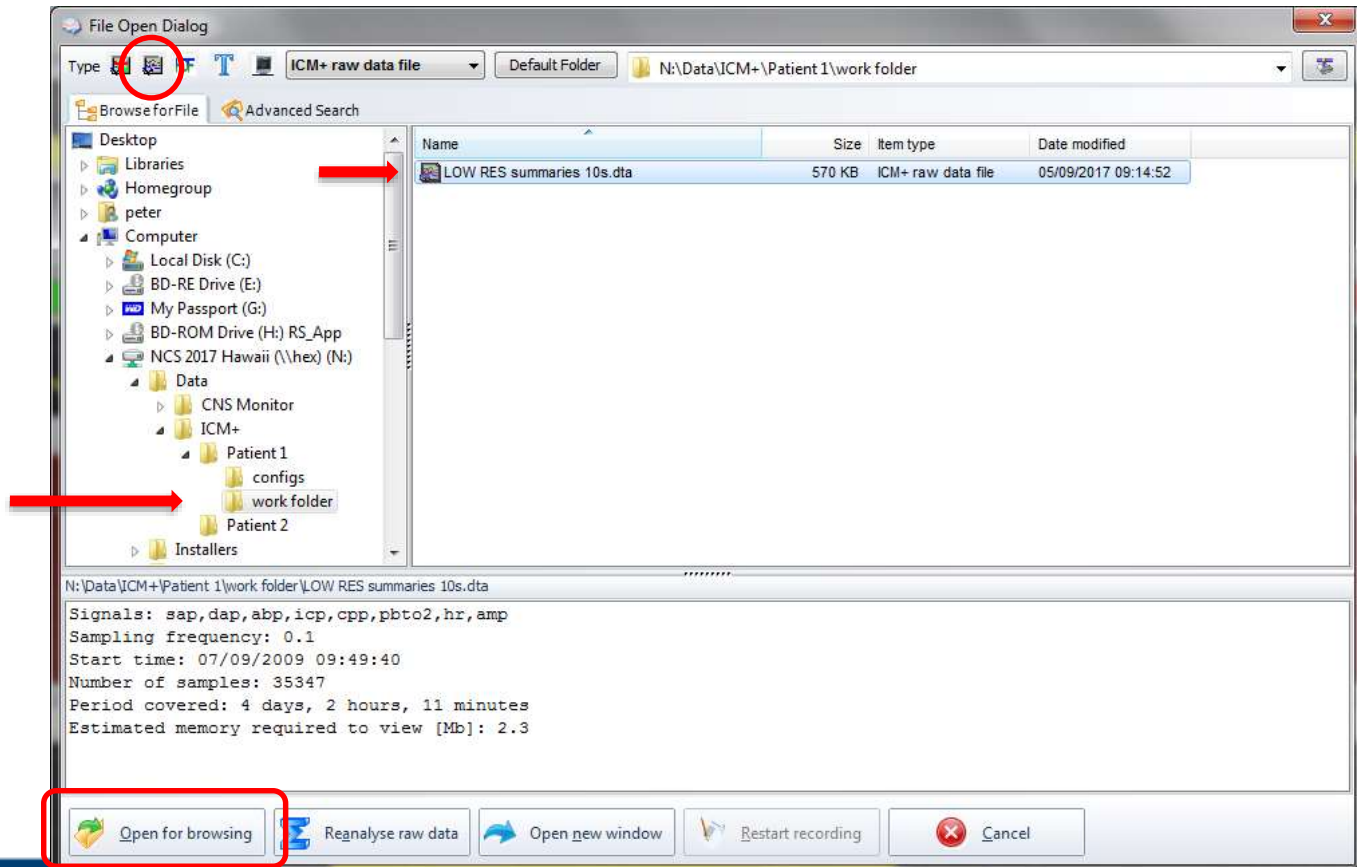 File Open Dialog
Type T ICM+ raw data file Default Folder N:\Data\ICM+\Patient 1\work folder
Browse for File Advanced Search
Desktop
Libraries
Homegroup
peter
Computer
Local Disk (C:)
BD-RE Drive (E:)
My Passport (G:)
BD-ROM Drive (H:) RS_App
NCS 2017 Hawaii (\\hex) (N:)
Data
CNS Monitor
ICM+
Patient 1
configs
work folder
Patient 2
Installers
Name Size Item type Date modified
LOW RES summaries 10s.dta 570 KB ICM+ raw data file 05/09/2017 09:14:52
N:\Data\ICM+\Patient 1\work folder\LOW RES summaries 10s.dta
Signals: sap,dap,abp,icp,cpp,pbto2,hr,amp
Sampling frequency: 0.1
Start time: 07/09/2009 09:49:40
Number of samples: 35347
Period covered: 4 days, 2 hours, 11 minutes
Estimated memory required to view [Mb]: 2.3
Open for browsing Reanalyse raw data Open new window Restart recording Cancel